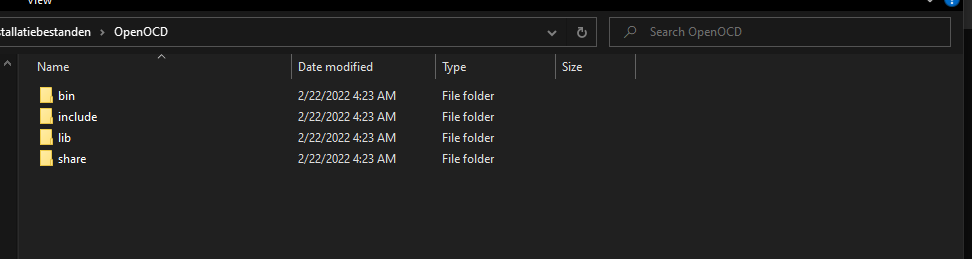 View
stallatiebestanden > OpenOCD
Search OpenOCD
Name Date modified Type Size
bin 2/22/2022 4:23 AM File folder
include 2/22/2022 4:23 AM File folder
lib 2/22/2022 4:23 AM File folder
share 2/22/2022 4:23 AM File folder